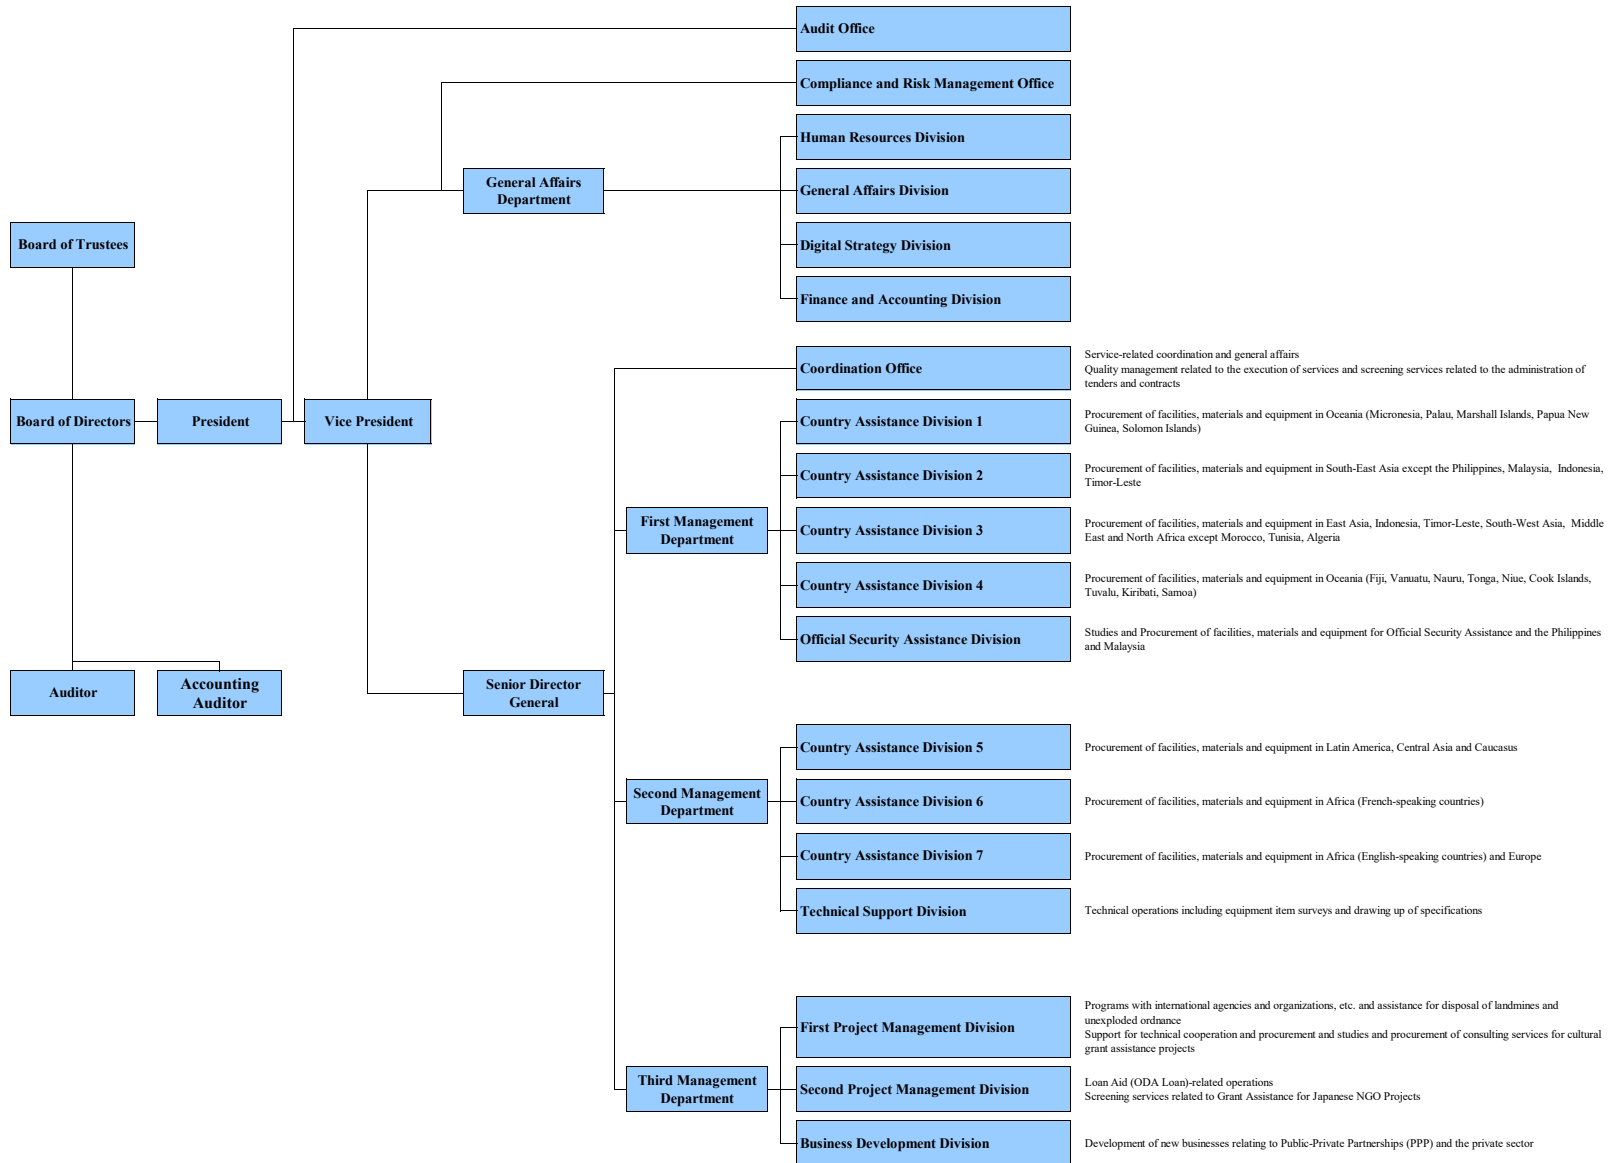 Audit Office
Compliance and Risk Management Office
Human Resources Division
General Affairs
Department
General Affairs Division
Board of Trustees
Digital Strategy Division
Finance and Accounting Division
Coordination Office
Service-related coordination and general affairs
Quality management related to the execution of services and screening services related to the administration of
tenders and contracts
Board of Directors
President
Vice President
Country Assistance Division 1
Procurement of facilities, materials and equipment in Oceania (Micronesia, Palau, Marshall Islands, Papua New
Guinea, Solomon Islands)
Country Assistance Division 2
Procurement of facilities, materials and equipment in South-East Asia except the Philippines, Malaysia, Indonesia,
Timor-Leste
First Management
Department
Country Assistance Division 3
Procurement of facilities, materials and equipment in East Asia, Indonesia, Timor-Leste, South-West Asia, Middle
East and North Africa except Morocco, Tunisia, Algeria
Country Assistance Division 4
Procurement of facilities, materials and equipment in Oceania (Fiji, Vanuatu, Nauru, Tonga, Niue, Cook Islands,
Tuvalu, Kiribati, Samoa)
Official Security Assistance Division
Studies and Procurement of facilities, materials and equipment for Official Security Assistance and the Philippines
and Malaysia
Auditor
Accounting
Auditor
Senior Director
General
Country Assistance Division 5
Procurement of facilities, materials and equipment in Latin America, Central Asia and Caucasus
Second Management
Department
Country Assistance Division 6
Procurement of facilities, materials and equipment in Africa (French-speaking countries)
Country Assistance Division 7
Procurement of facilities, materials and equipment in Africa (English-speaking countries) and Europe
Technical Support Division
Technical operations including equipment item surveys and drawing up of specifications
First Project Management Division
Programs with international agencies and organizations, etc. and assistance for disposal of landmines and
unexploded ordnance
Support for technical cooperation and procurement and studies and procurement of consulting services for cultural
grant assistance projects
Third Management
Department
Second Project Management Division
Loan Aid (ODA Loan)-related operations
Screening services related to Grant Assistance for Japanese NGO Projects
Business Development Division
Development of new businesses relating to Public-Private Partnerships (PPP) and the private sector